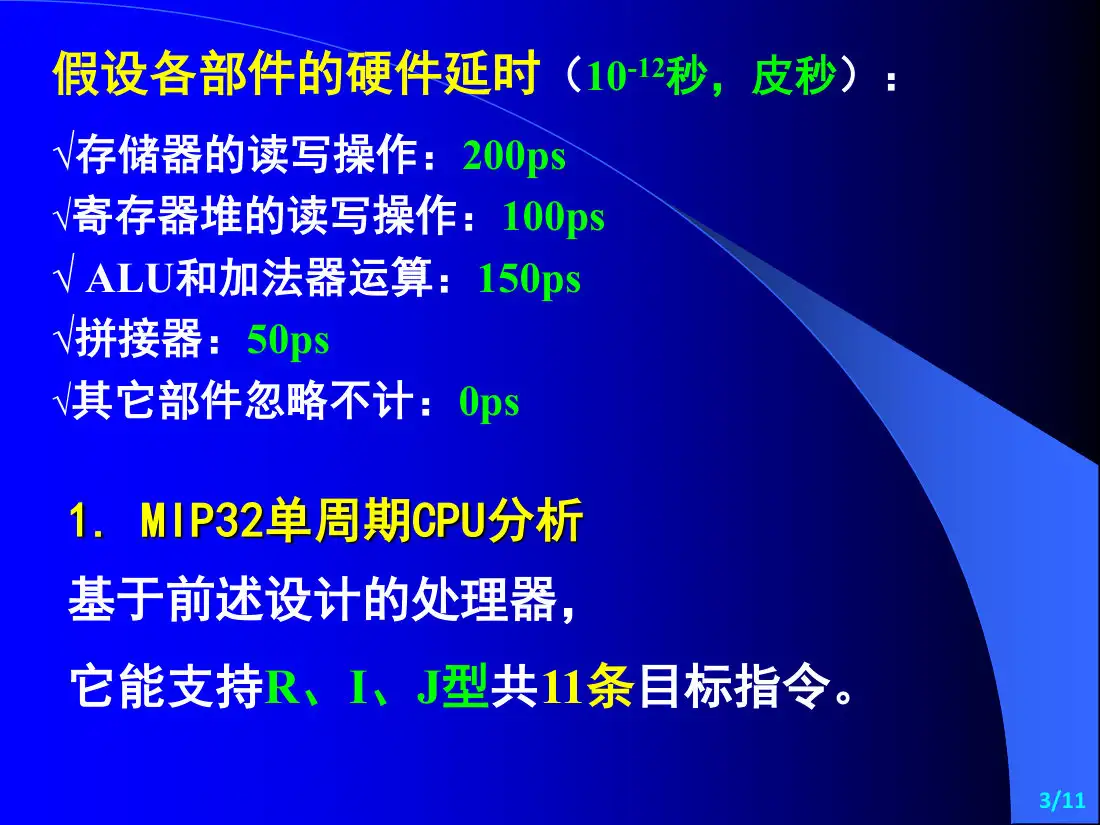 假设各部件的硬件延时（10-12秒，皮秒）：
√存储器的读写操作：200ps
√寄存器堆的读写操作：100ps
√ ALU和加法器运算：150ps
√拼接器：50ps
√其它部件忽略不计：0ps
1. MIP32单周期CPU分析
基于前述设计的处理器，
它能支持R、I、J型共11条目标指令。
3/11